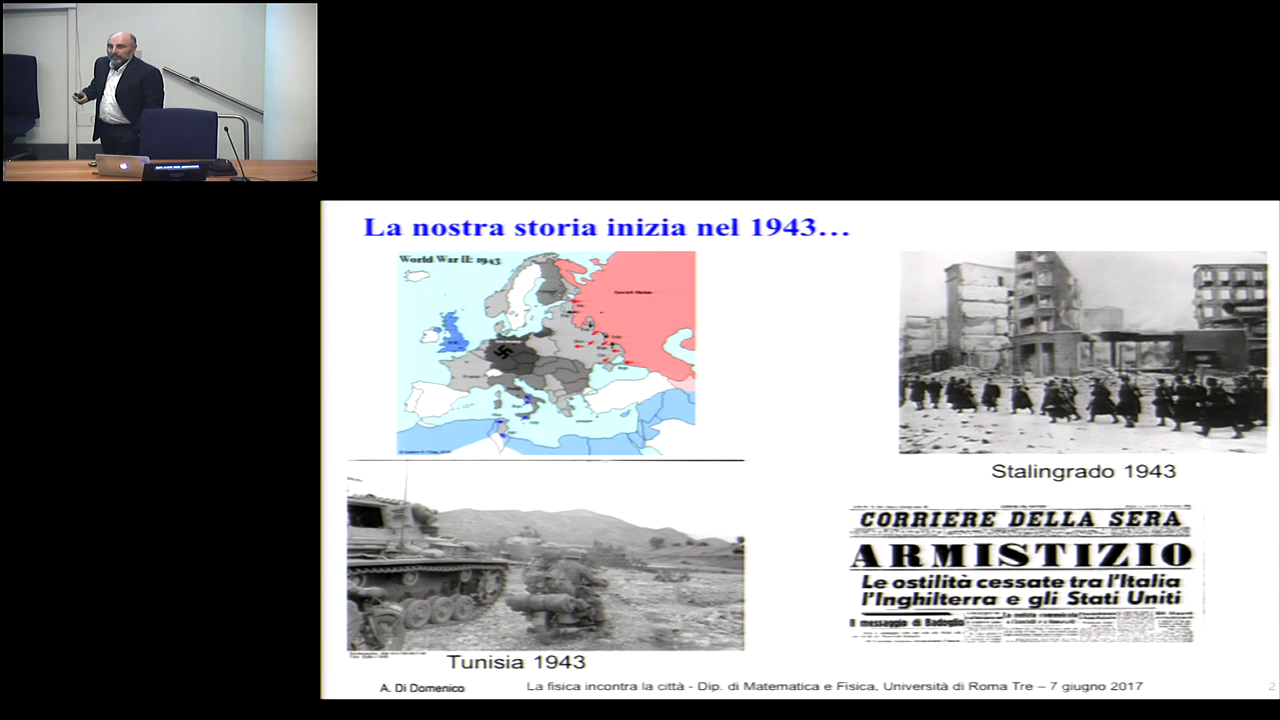 La nostra storia inizia nel 1943…
World War II: 1943
Stalingrado 1943
CORRIERE DELLA SERA
ARMISTIZIO
Le ostilità cessate tra l'Italia
l'Inghilterra e gli Stati Uniti
Il messaggio di Badoglio
Tunisia 1943
A. Di Domenico
La fisica incontra la città - Dip. di Matematica e Fisica, Università di Roma Tre – 7 giugno 2017
2